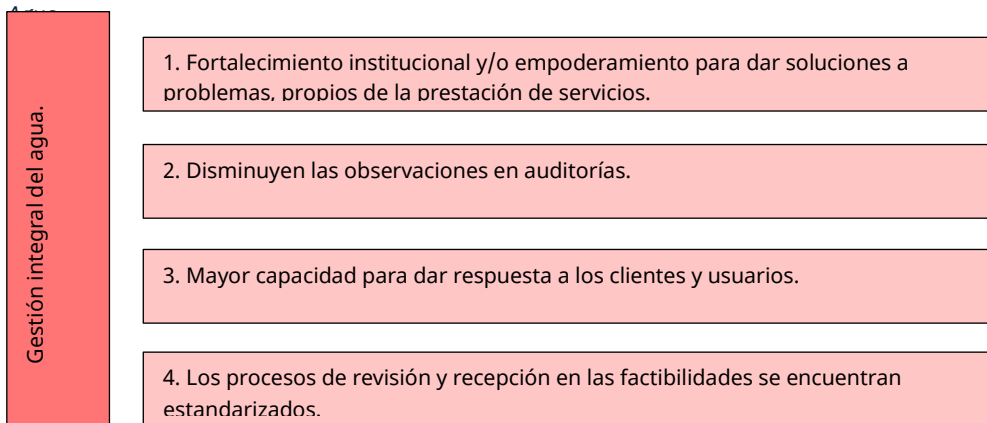 Agua
Gestión integral del agua.
1. Fortalecimiento institucional y/o empoderamiento para dar soluciones a
problemas, propios de la prestación de servicios.
2. Disminuyen las observaciones en auditorías.
3. Mayor capacidad para dar respuesta a los clientes y usuarios.
4. Los procesos de revisión y recepción en las factibilidades se encuentran
estandarizados.